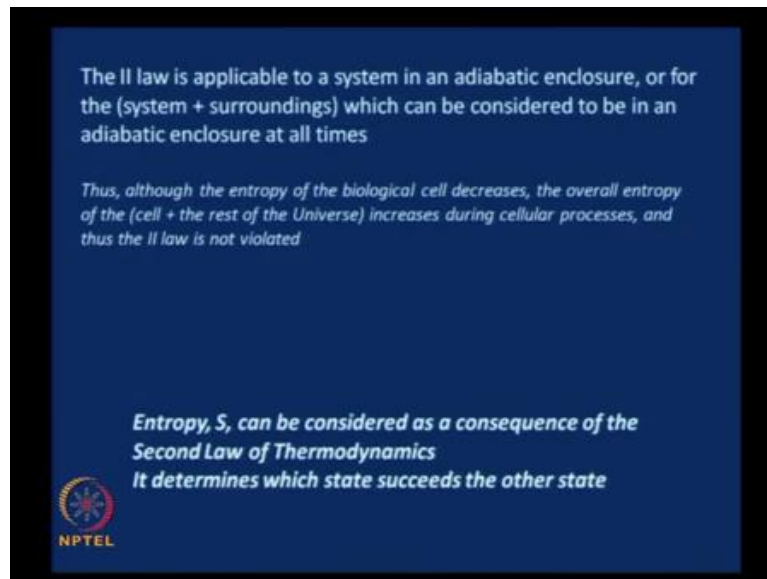 The II law is applicable to a system in an adiabatic enclosure, or for
the (system + surroundings) which can be considered to be in an
adiabatic enclosure at all times
Thus, although the entropy of the biological cell decreases, the overall entropy
of the (cell + the rest of the Universe) increases during cellular processes, and
thus the II law is not violated
Entropy, S, can be considered as a consequence of the
Second Law of Thermodynamics
It determines which state succeeds the other state
NPTEL